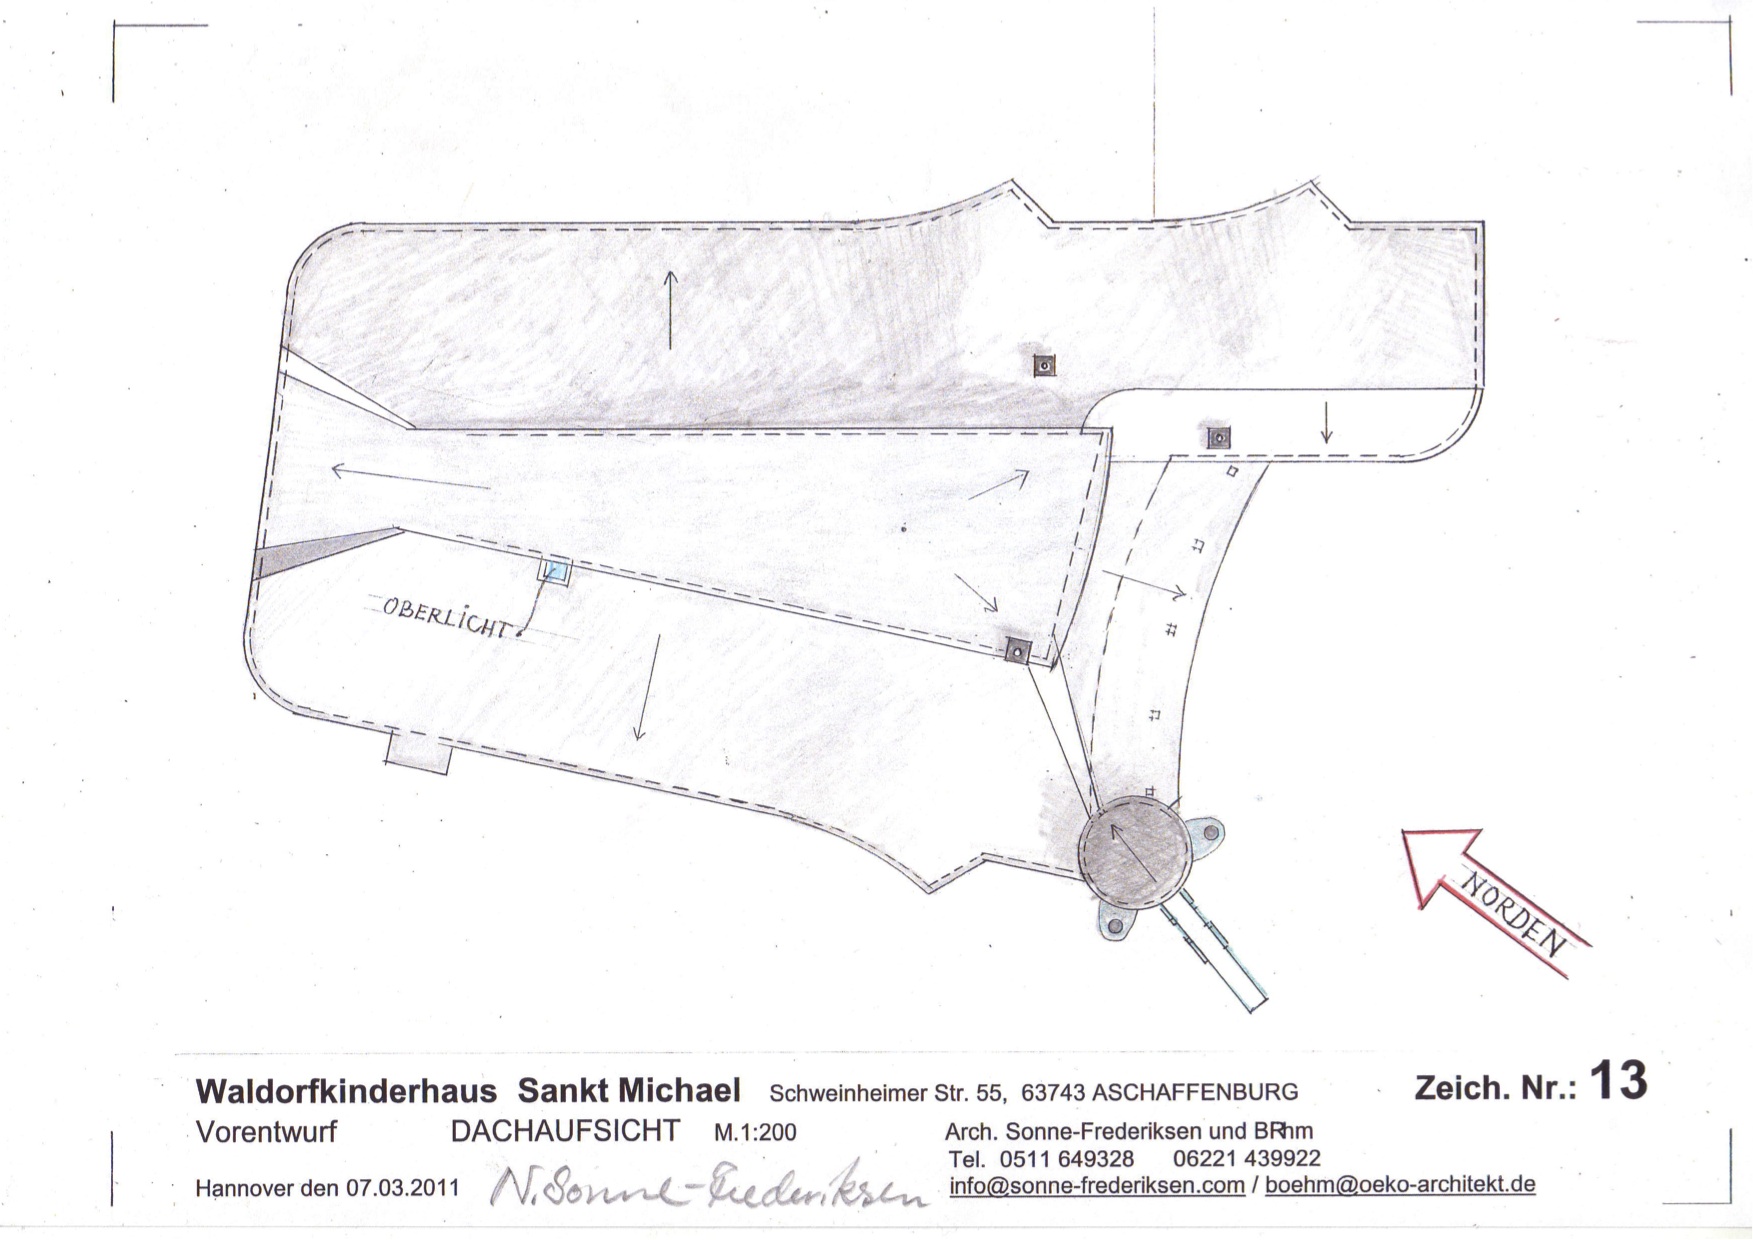 OBERLICHT
NORDEN
Waldorfkinderhaus Sankt Michael Schweinheimer Str. 55, 63743 ASCHAFFENBURG Zeich. Nr.: 13
Vorentwurf DACHAUFSICHT M.1:200 Arch. Sonne-Frederiksen und BRhm
Tel. 0511 649328 06221 439922
Hannover den 07.03.2011 N. Sonne-Frederiksen info@sonne-frederiksen.com / boehm@oeko-architekt.de